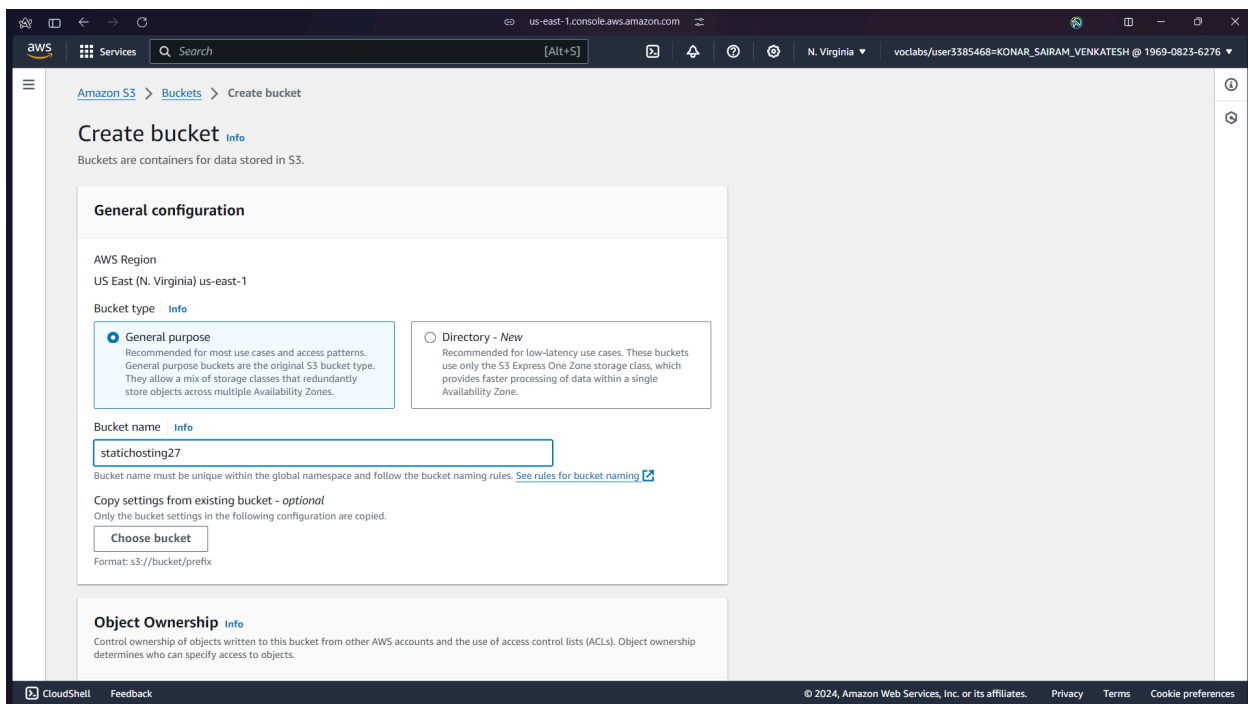 us-east-1.console.aws.amazon.com
aws
Services
Search
[Alt+S]
N. Virginia
voclabs/user3385468=KONAR_SAIRAM_VENKATESH @ 1969-0823-6276
Amazon S3 > Buckets > Create bucket
Create bucket Info
Buckets are containers for data stored in S3.
General configuration
AWS Region
US East (N. Virginia) us-east-1
Bucket type Info
General purpose
Recommended for most use cases and access patterns.
General purpose buckets are the original S3 bucket type.
They allow a mix of storage classes that redundantly
store objects across multiple Availability Zones.
Directory - New
Recommended for low-latency use cases. These buckets
use only the S3 Express One Zone storage class, which
provides faster processing of data within a single
Availability Zone.
Bucket name Info
statichosting27
Bucket name must be unique within the global namespace and follow the bucket naming rules. See rules for bucket naming
Copy settings from existing bucket - optional
Only the bucket settings in the following configuration are copied.
Choose bucket
Format: s3://bucket/prefix
Object Ownership Info
Control ownership of objects written to this bucket from other AWS accounts and the use of access control lists (ACLs). Object ownership
determines who can specify access to objects.
CloudShell Feedback
© 2024, Amazon Web Services, Inc. or its affiliates. Privacy Terms Cookie preferences